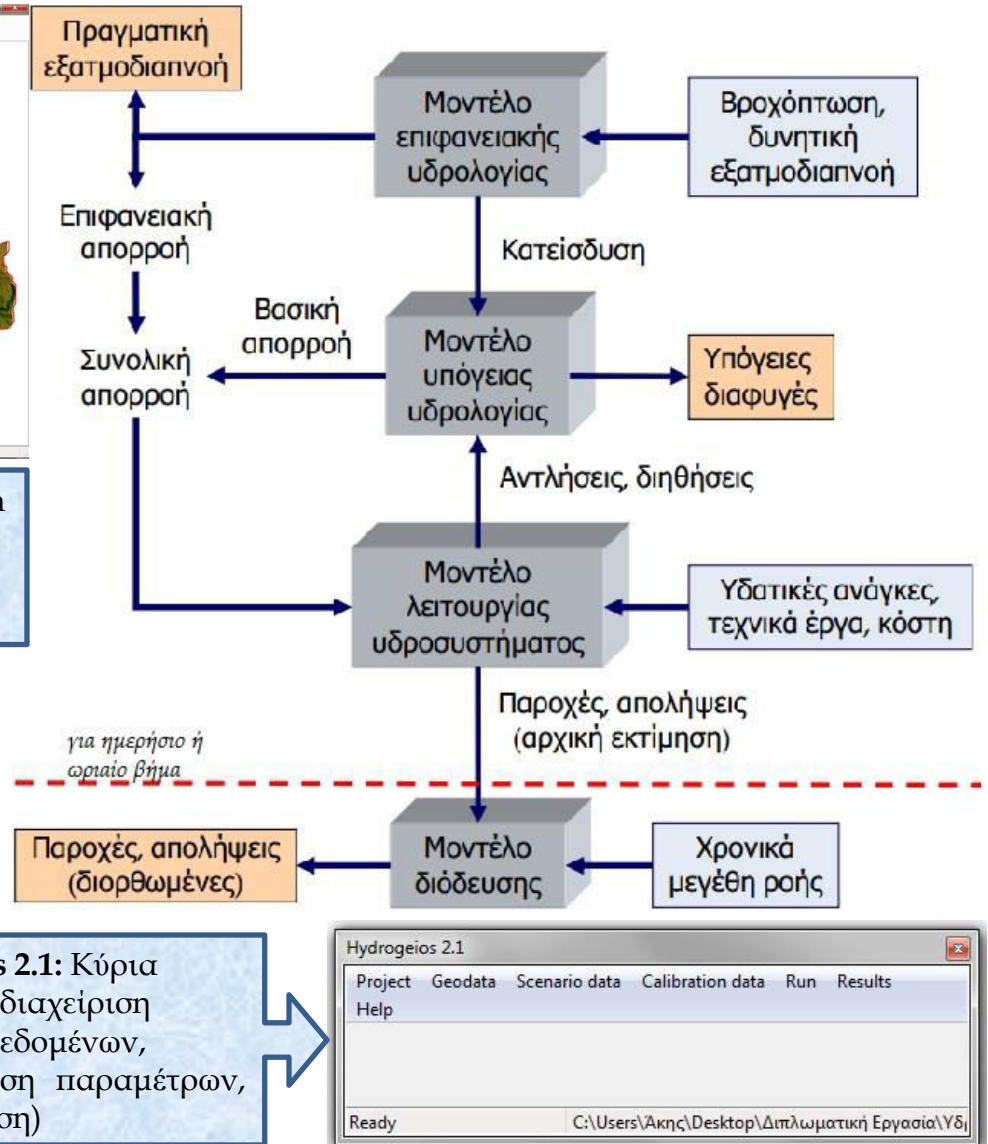 Πραγματική
εξατμοδιαπνοή
Μοντέλο
επιφανειακής
υδρολογίας
Βροχόπτωση,
δυνητική
εξατμοδιαπνοή
Επιφανειακή
απορροή
Κατείσδυση
Βασική
απορροή
Συνολική
απορροή
Μοντέλο
υπόγειας
υδρολογίας
Υπόγειες
διαφυγές
Αντλήσεις, διηθήσεις
Μοντέλο
λειτουργίας
υδροσυστήματος
Υδατικές ανάγκες,
τεχνικά έργα, κόστη
Παροχές, απολήψεις
(αρχική εκτίμηση)
για ημερήσιο ή
ωριαίο βήμα
Παροχές, απολήψεις
(διορθωμένες)
Μοντέλο
διόδευσης
Χρονικά
μεγέθη ροής
2.1: Κύρια
διαχείριση
παραμέτρων,
Hydrogeios 2.1
Project Geodata Scenario data Calibration data Run Results
Help
Ready C:\Users\Άκης\Desktop\Διπλωματική Εργασία\Υδ